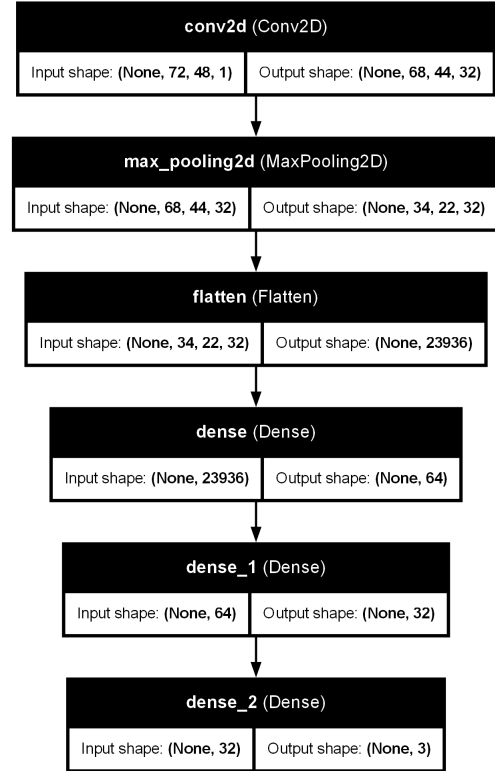 conv2d (Conv2D)
Input shape: (None, 72, 48, 1) Output shape: (None, 68, 44, 32)
max_pooling2d (MaxPooling2D)
Input shape: (None, 68, 44, 32) Output shape: (None, 34, 22, 32)
flatten (Flatten)
Input shape: (None, 34, 22, 32) Output shape: (None, 23936)
dense (Dense)
Input shape: (None, 23936) Output shape: (None, 64)
dense_1 (Dense)
Input shape: (None, 64) Output shape: (None, 32)
dense_2 (Dense)
Input shape: (None, 32) Output shape: (None, 3)